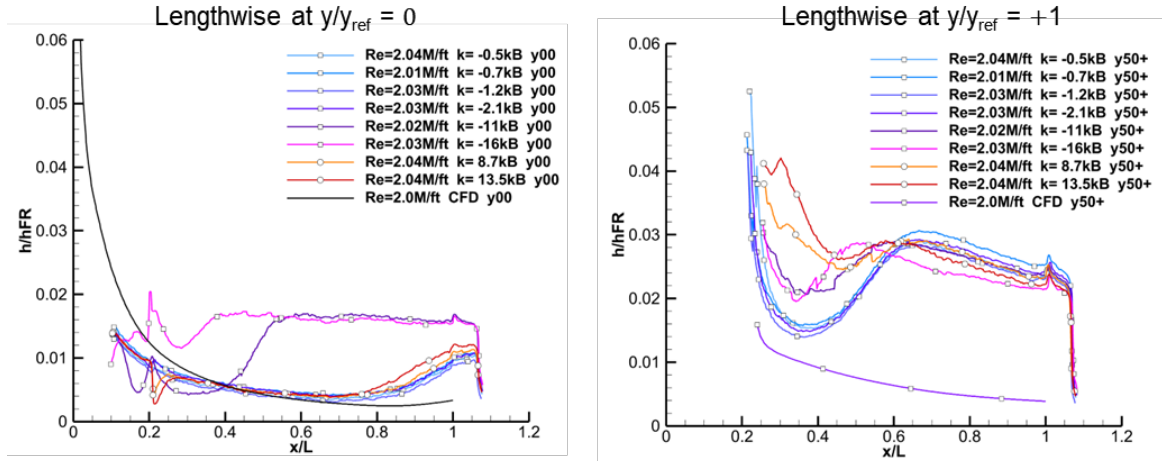 Lengthwise at y/yref = 0
0.06
0.05
0.04
0.03
0.02
0.01
0
h/hFR
0
0.2
0.4
0.6
0.8
1
1.2
x/L
Re=2.04M/ft k= -0.5kB y00
Re=2.01M/ft k= -0.7kB y00
Re=2.03M/ft k= -1.2kB y00
Re=2.03M/ft k= -2.1kB y00
Re=2.02M/ft k= -11kB y00
Re=2.03M/ft k= -16kB y00
Re=2.04M/ft k= 8.7kB y00
Re=2.04M/ft k= 13.5kB y00
Re=2.0M/ft CFD y00
Lengthwise at y/yref = +1
0.06
0.05
0.04
0.03
0.02
0.01
0
h/hFR
0
0.2
0.4
0.6
0.8
1
1.2
x/L
Re=2.04M/ft k= -0.5kB y50+
Re=2.01M/ft k= -0.7kB y50+
Re=2.03M/ft k= -1.2kB y50+
Re=2.03M/ft k= -2.1kB y50+
Re=2.02M/ft k= -11kB y50+
Re=2.03M/ft k= -16kB y50+
Re=2.04M/ft k= 8.7kB y50+
Re=2.04M/ft k= 13.5kB y50+
Re=2.0M/ft CFD y50+